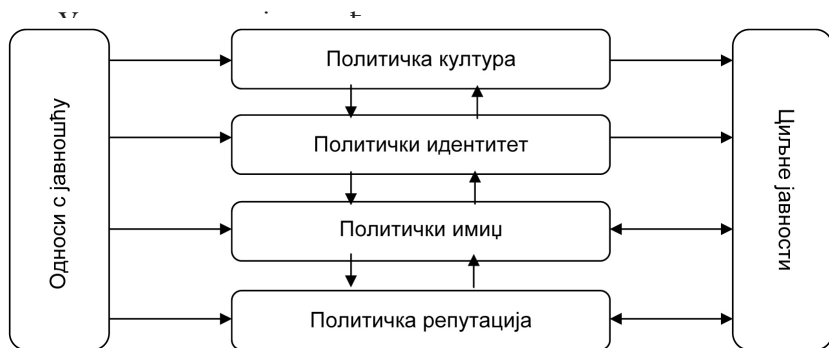 Односи с јавношћу
Политичка култура
Политички идентитет
Политички имиџ
Политичка репутација
Циљне јавности